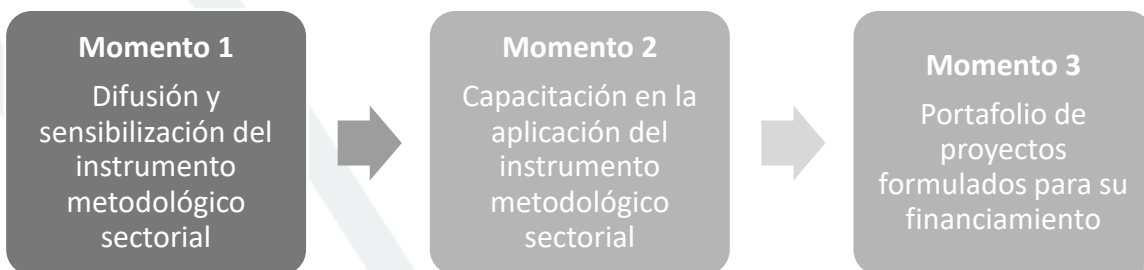 Momento 1
Difusión y
sensibilización del
instrumento
metodológico
sectorial
Momento 2
Capacitación en la
aplicación del
instrumento
metodológico
sectorial
Momento 3
Portafolio de
proyectos
formulados para su
financiamiento